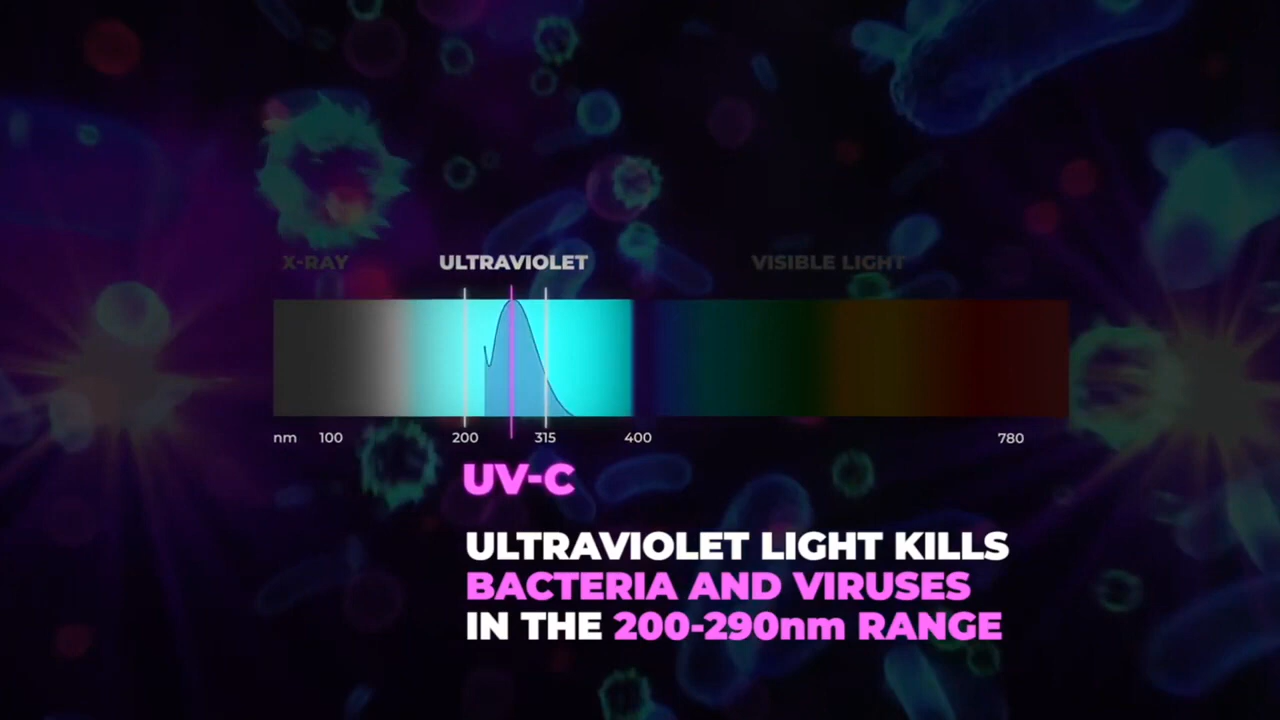 X-RAY ULTRAVIOLET VISIBLE LIGHT
nm 100 200 315 400 780
UV-C
ULTRAVIOLET LIGHT KILLS
BACTERIA AND VIRUSES
IN THE 200-290nm RANGE